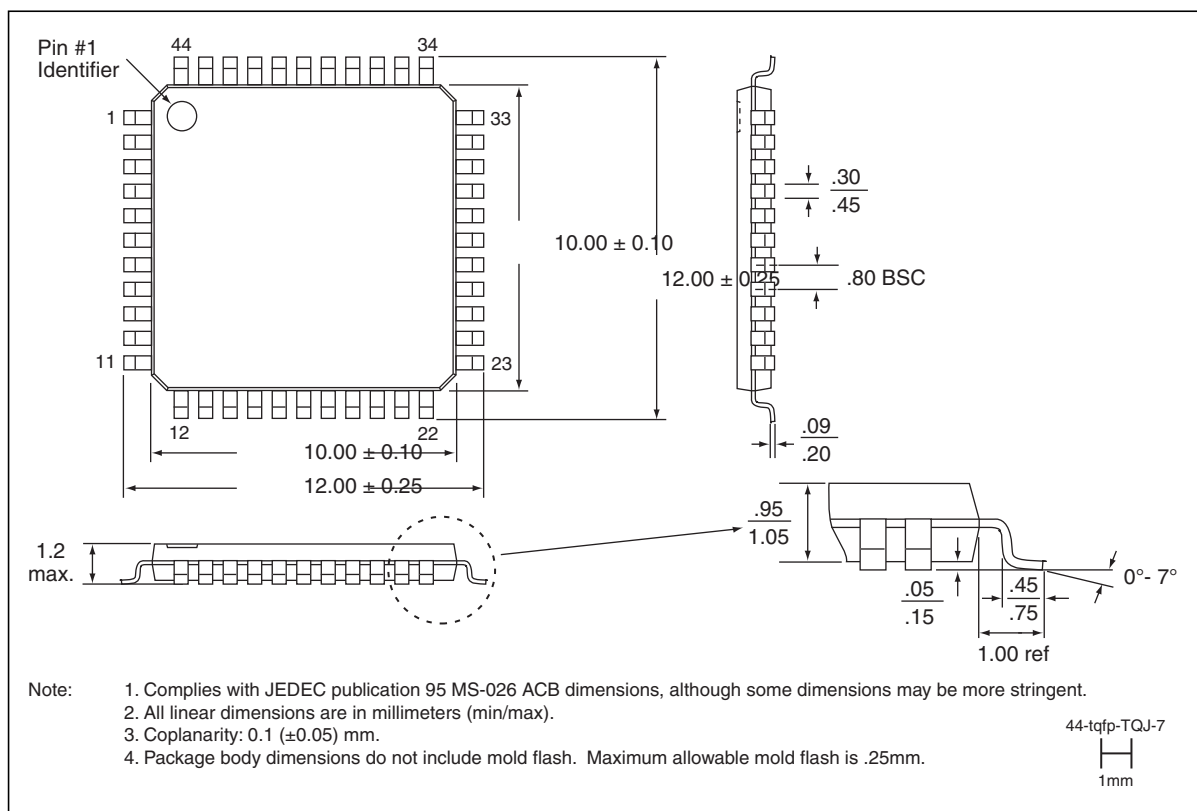 Pin #1
Identifier
44
34
1
33
.30
.45
10.00 ± 0.10
12.00 ± 0.25
.80 BSC
11
23
12
22
.09
.20
10.00 ± 0.10
12.00 ± 0.25
.95
1.05
1.2
max.
.05
.15
.45
.75
0°- 7°
1.00 ref
Note:
1. Complies with JEDEC publication 95 MS-026 ACB dimensions, although some dimensions may be more stringent.
2. All linear dimensions are in millimeters (min/max).
3. Coplanarity: 0.1 (±0.05) mm.
4. Package body dimensions do not include mold flash.  Maximum allowable mold flash is .25mm.
44-tqfp-TQJ-7
1mm